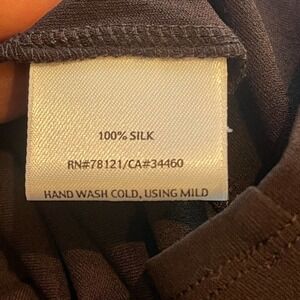 100% SILK
RN#78121/CA#34460
HAND WASH COLD, USING MILD